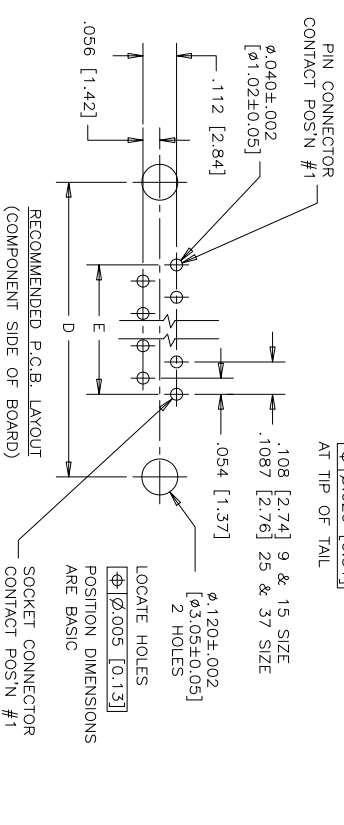 PIN CONNECTOR
CONTACT POS'N #1
ø.040±.002
[ø1.02±0.05]
.112 [2.84]
.056 [1.42]
AT TIP OF TAIL
.108 [2.74] 9 & 15 SIZE
.1087 [2.76] 25 & 37 SIZE
.054 [1.37]
ø.120±.002
[ø3.05±0.05]
2 HOLES
E
D
LOCATE HOLES
⌖ ø.005 [0.13]
POSITION DIMENSIONS
ARE BASIC
SOCKET CONNECTOR
CONTACT POS'N #1
RECOMMENDED P.C.B. LAYOUT
(COMPONENT SIDE OF BOARD)